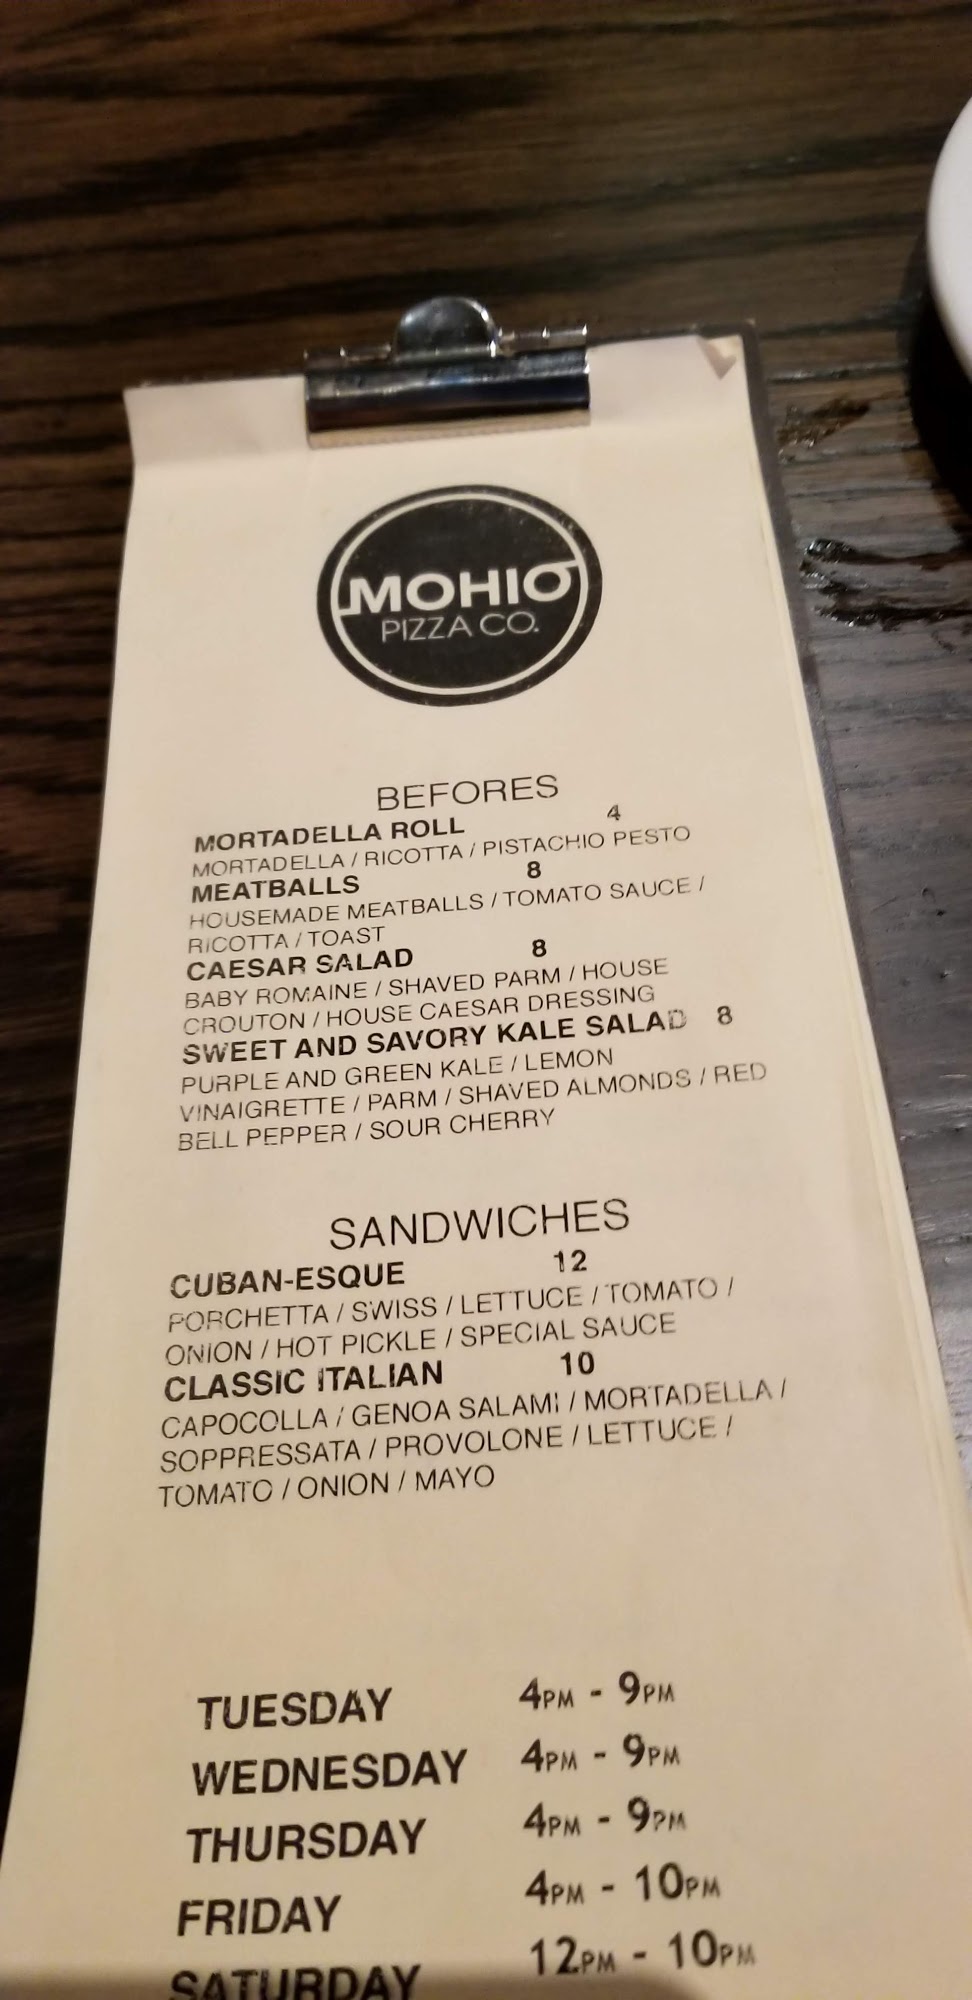 MOHIO
PIZZA CO.
BEFORES
MORTADELLA ROLL 4
MORTADELLA / RICOTTA / PISTACHIO PESTO
MEATBALLS 8
HOUSEMADE MEATBALLS / TOMATO SAUCE /
RICOTTA / TOAST
CAESAR SALAD 8
BABY ROMAINE / SHAVED PARM / HOUSE
CROUTON / HOUSE CAESAR DRESSING
SWEET AND SAVORY KALE SALAD 8
PURPLE AND GREEN KALE / LEMON
VINAIGRETTE / PARM / SHAVED ALMONDS / RED
BELL PEPPER / SOUR CHERRY
SANDWICHES
CUBAN-ESQUE 12
PORCHETTA / SWISS / LETTUCE / TOMATO /
ONION / HOT PICKLE / SPECIAL SAUCE
CLASSIC ITALIAN 10
CAPOCOLLA / GENOA SALAMI / MORTADELLA /
SOPPRESSATA / PROVOLONE / LETTUCE /
TOMATO / ONION / MAYO
TUESDAY 4PM - 9PM
WEDNESDAY 4PM - 9PM
THURSDAY 4PM - 9PM
FRIDAY 4PM - 10PM
SATURDAY 12PM - 10PM